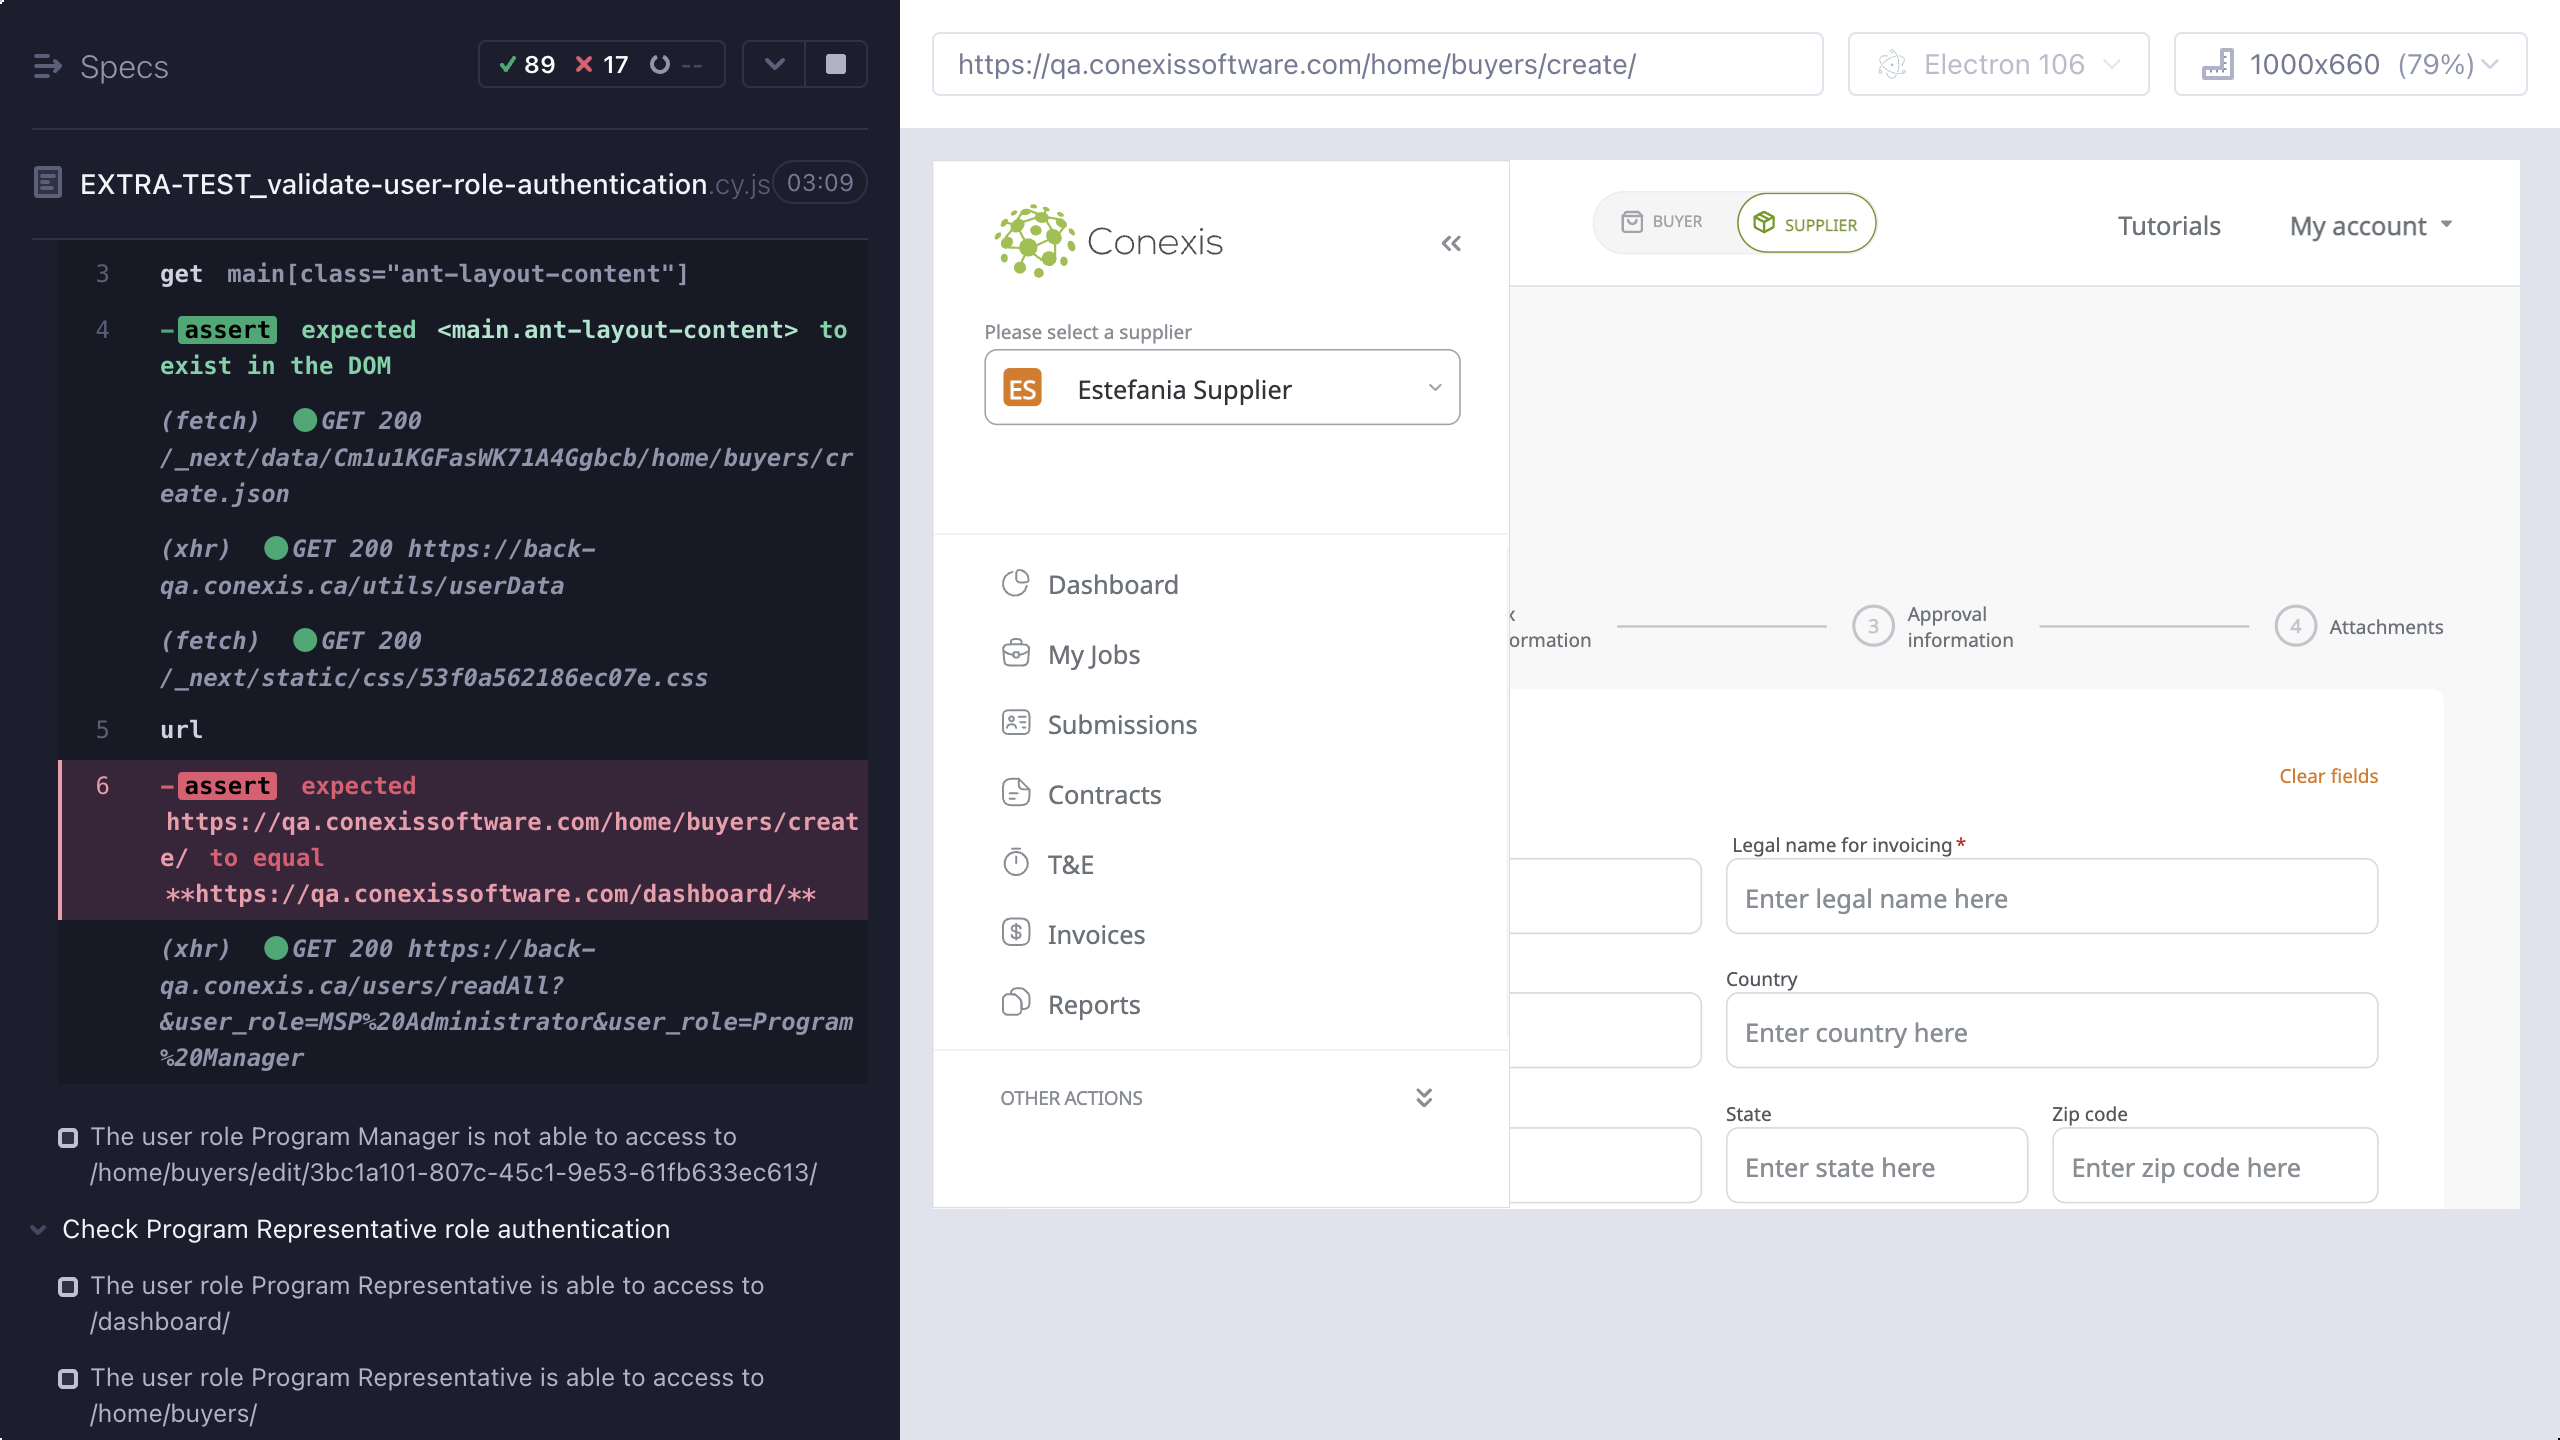 Specs
89 17 --
EXTRA-TEST_validate-user-role-authentication.cy.js 03:09
3 get main[class="ant-layout-content"]
4 -assert expected <main.ant-layout-content> to
exist in the DOM
(fetch) GET 200
/_next/data/Cm1u1KGFasWK71A4Ggbcb/home/buyers/cr
eate.json
(xhr) GET 200 https://back-
qa.conexis.ca/utils/userData
(fetch) GET 200
/_next/static/css/53f0a562186ec07e.css
5 url
6 -assert expected
https://qa.conexissoftware.com/home/buyers/creat
e/ to equal
**https://qa.conexissoftware.com/dashboard/**
(xhr) GET 200 https://back-
qa.conexis.ca/users/readAll?
&user_role=MSP%20Administrator&user_role=Program
%20Manager
The user role Program Manager is not able to access to
/home/buyers/edit/3bc1a101-807c-45c1-9e53-61fb633ec613/
Check Program Representative role authentication
The user role Program Representative is able to access to
/dashboard/
The user role Program Representative is able to access to
/home/buyers/
https://qa.conexissoftware.com/home/buyers/create/
Electron 106
1000x660 (79%)
Conexis
Please select a supplier
ES Estefania Supplier
Dashboard
My Jobs
Submissions
Contracts
T&E
Invoices
Reports
OTHER ACTIONS
BUYER
SUPPLIER
Tutorials
My account
ormation
3 Approval
information
4 Attachments
Clear fields
Legal name for invoicing*
Enter legal name here
Country
Enter country here
State
Enter state here
Zip code
Enter zip code here